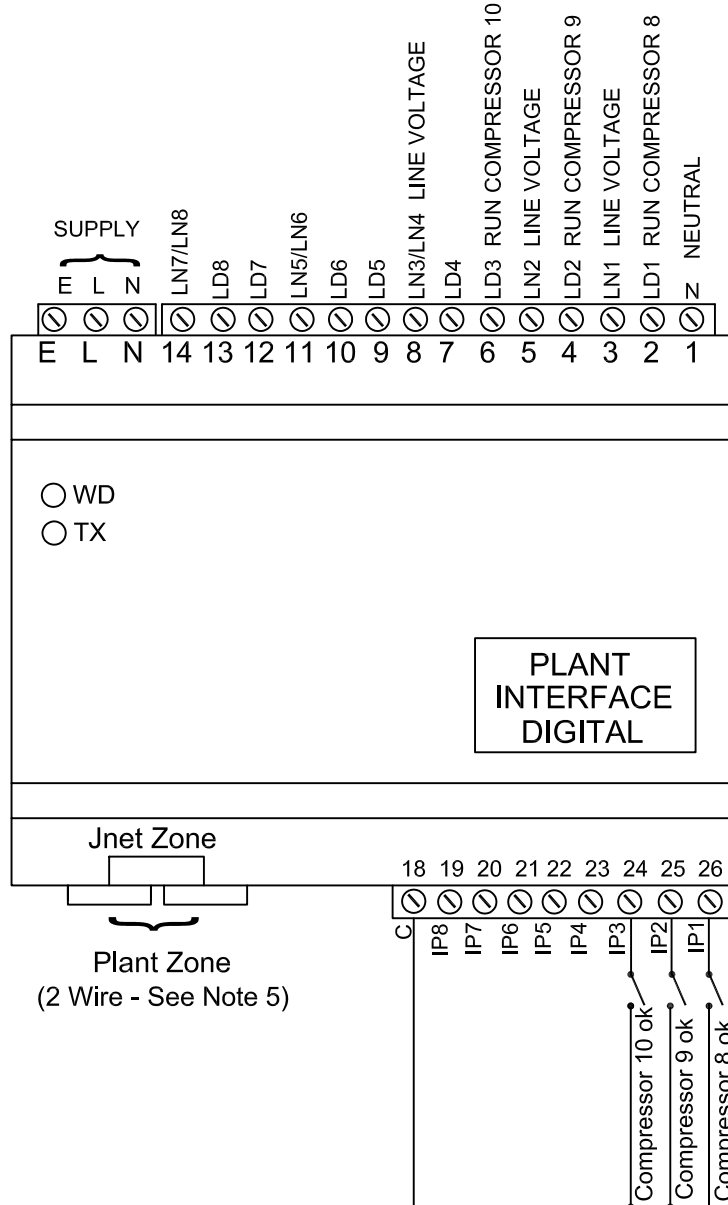 SUPPLY
E L N
LN7/LN8
LD8
LD7
LN5/LN6
LD6
LD5
LN3/LN4 LINE VOLTAGE
LD4
LD3 RUN COMPRESSOR 10
LN2 LINE VOLTAGE
LD2 RUN COMPRESSOR 9
LN1 LINE VOLTAGE
LD1 RUN COMPRESSOR 8
N NEUTRAL
E L N 14 13 12 11 10 9 8 7 6 5 4 3 2 1
WD
TX
PLANT
INTERFACE
DIGITAL
Jnet Zone
18 19 20 21 22 23 24 25 26
C
IP8
IP7
IP6
IP5
IP4
IP3
IP2
IP1
Plant Zone
(2 Wire - See Note 5)
Compressor 10 ok
Compressor 9 ok
Compressor 8 ok